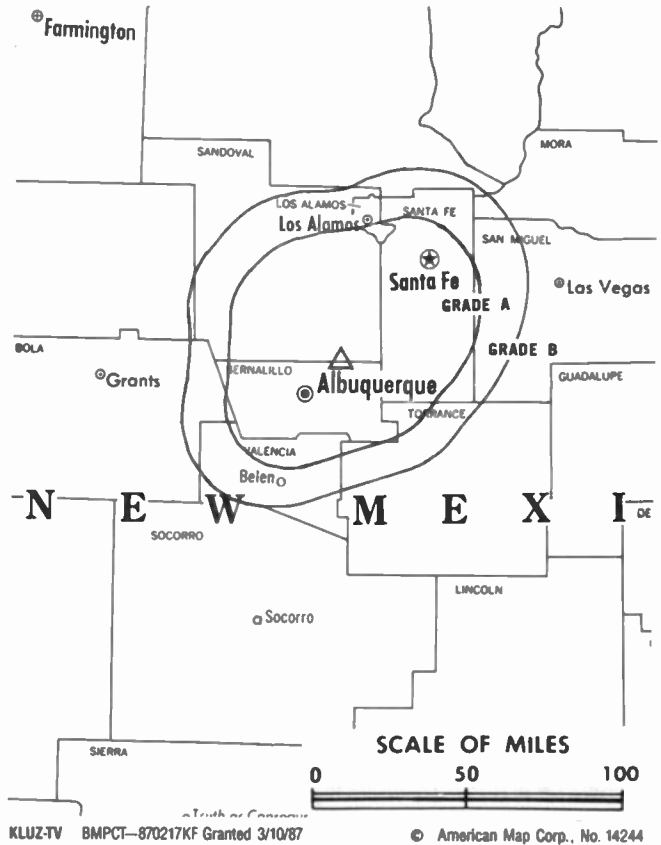 Farmington
SANDOVAL
MORA
LOS ALAMOS
Los Alamos
SANTA FE
SAN MIGUEL
Santa Fe
GRADE A
Las Vegas
BOLA
GRADE B
Grants
BERNALILLO
Albuquerque
GUADALUPE
TORRANCE
VALENCIA
Belen
N E W M E X I
DE
SOCORRO
LINCOLN
Socorro
SCALE OF MILES
SIERRA
0 50 100
KLUZ-TV BMPCT—870217KF Granted 3/10/87 © American Map Corp., No. 14244